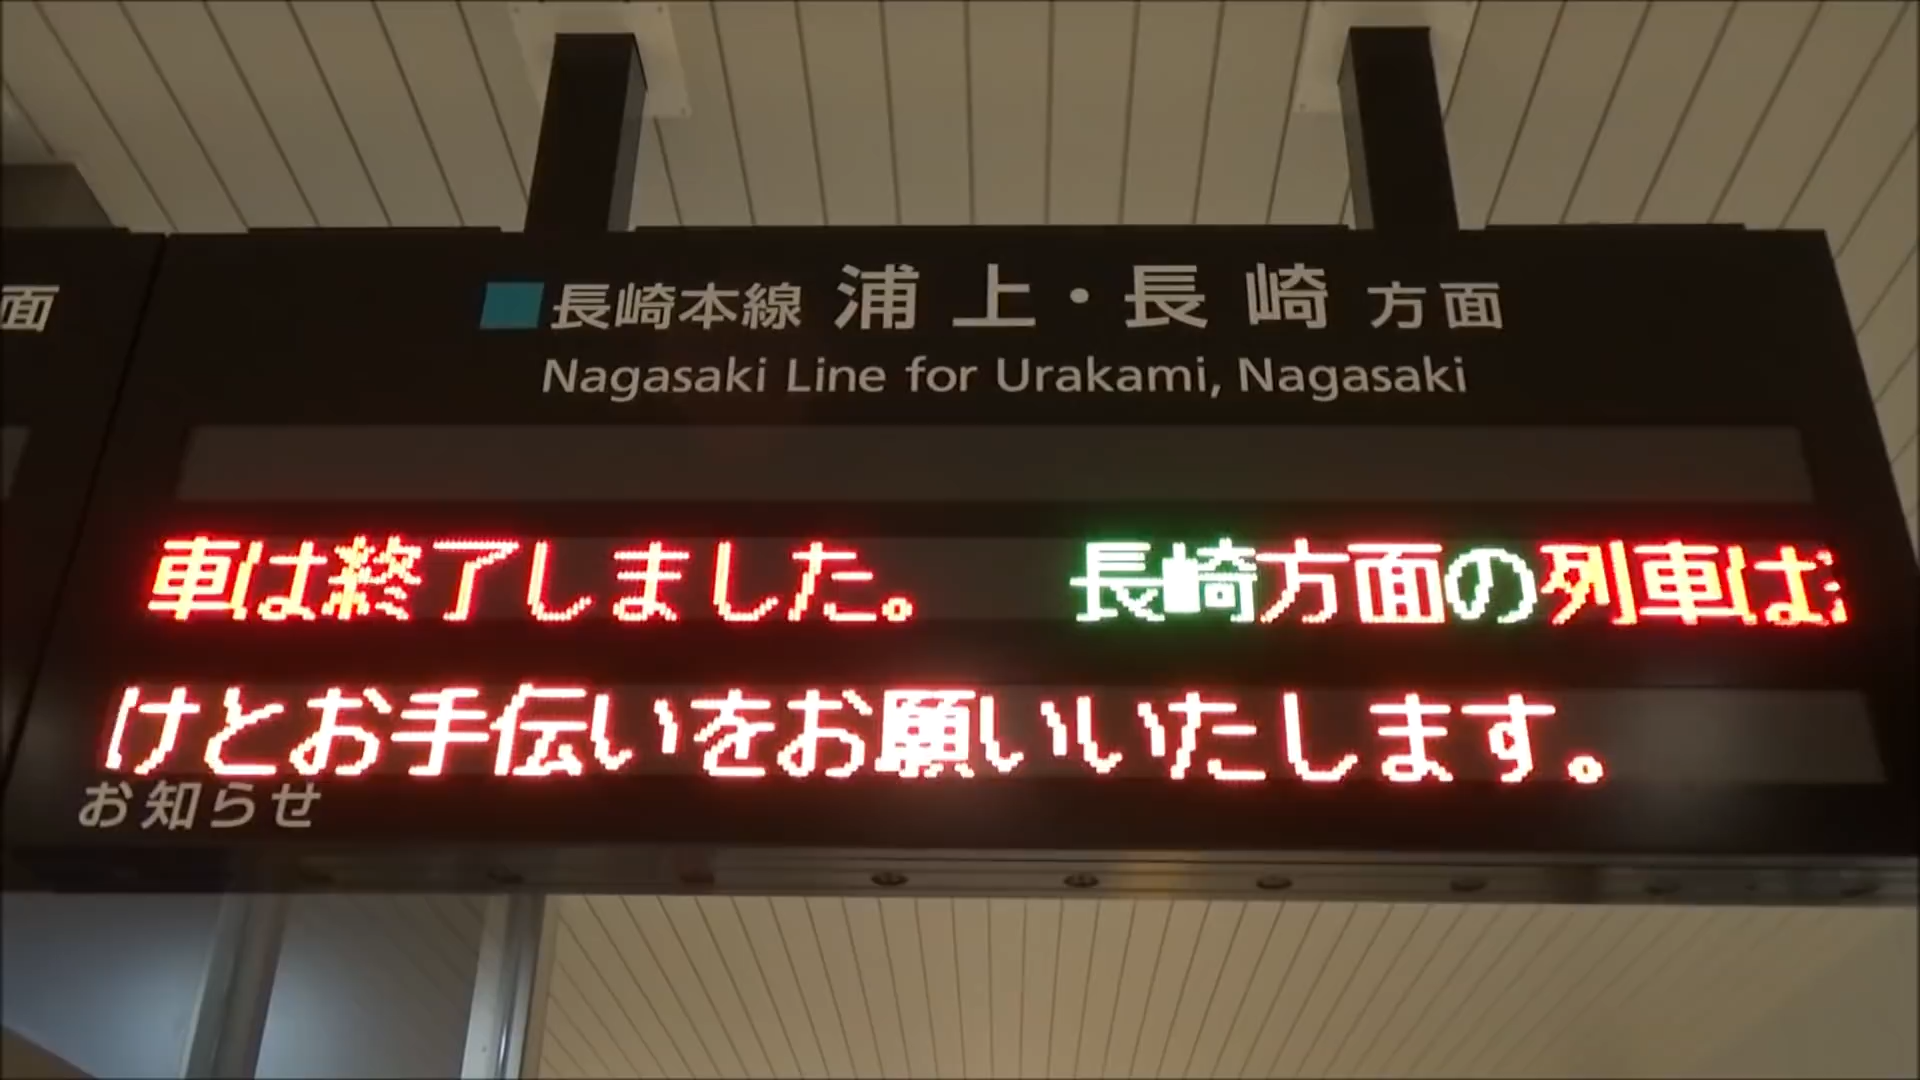 面
長崎本線 浦上・長崎 方面
Nagasaki Line for Urakami, Nagasaki
車は終了しました。 長崎方面の列車は
けとお手伝いをお願いいたします。
お知らせ